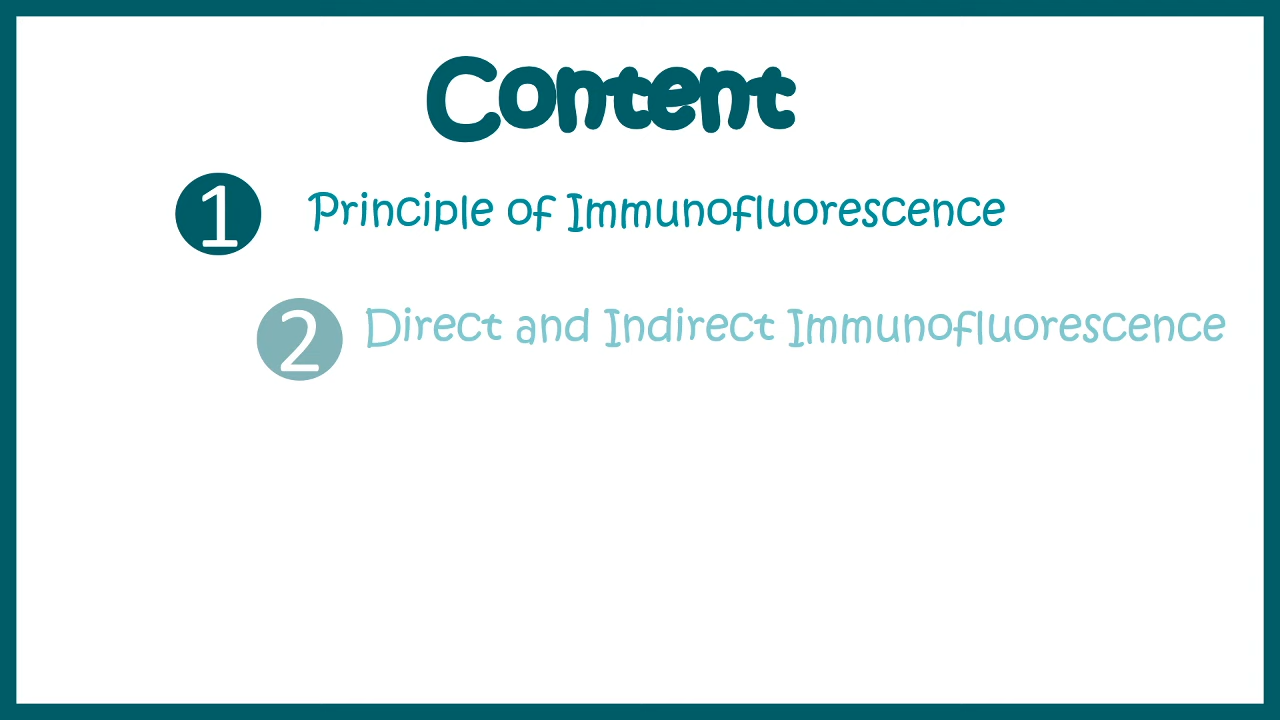 Content
1 Principle of Immunofluorescence
2 Direct and Indirect Immunofluorescence